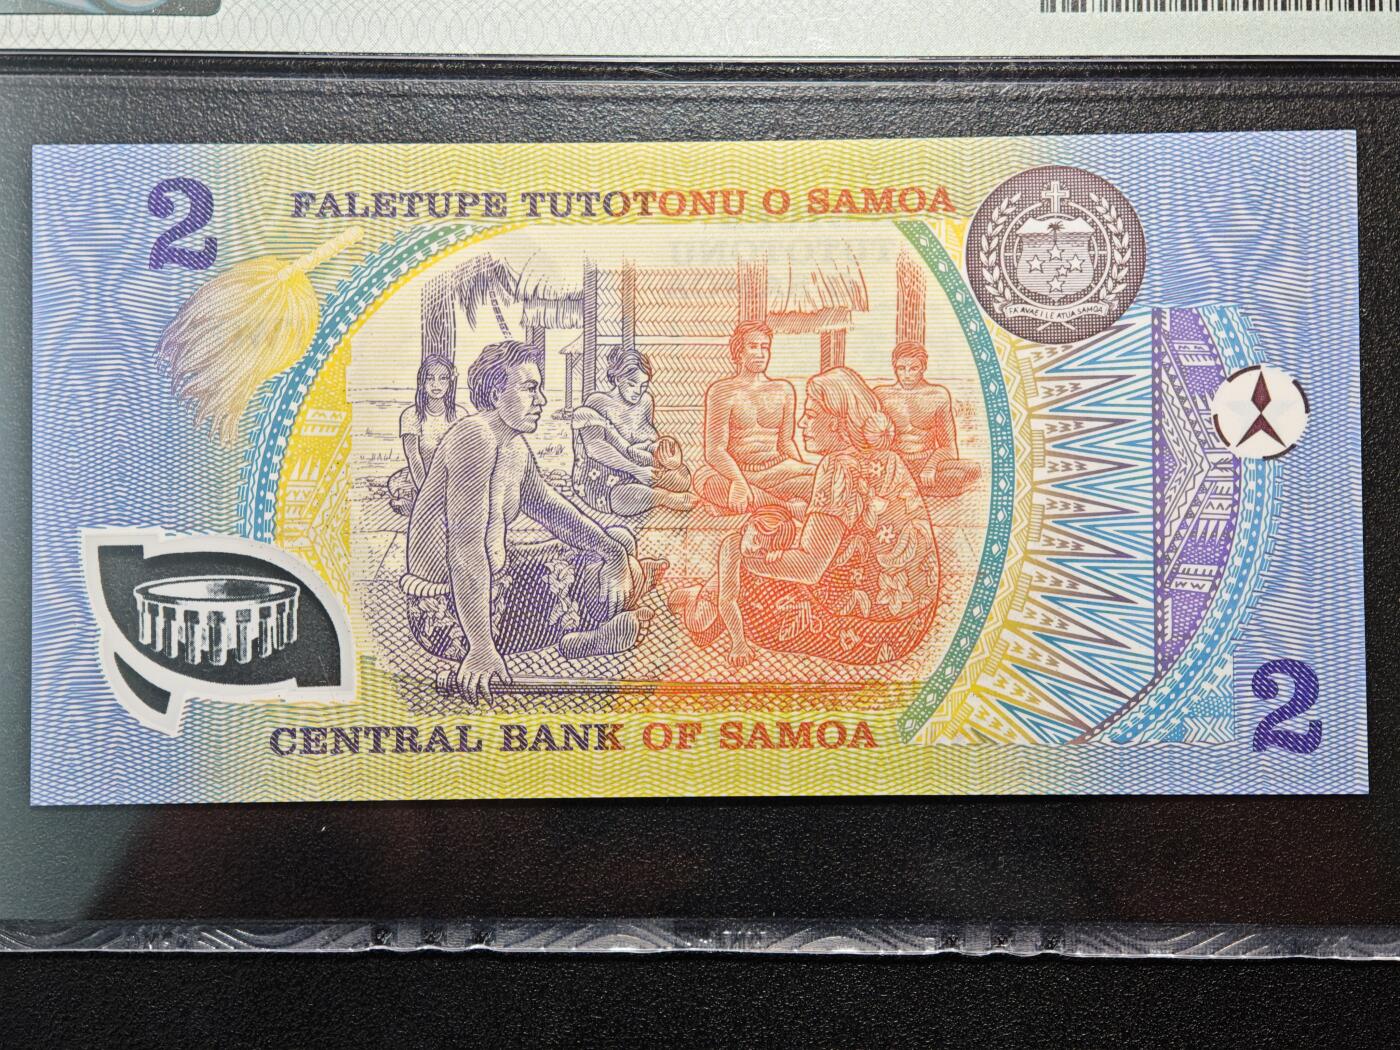 2
FALETUPE TUTOTONU O SAMOA
FA'AVAE I LE ATUA SAMOA
CENTRAL BANK OF SAMOA
2